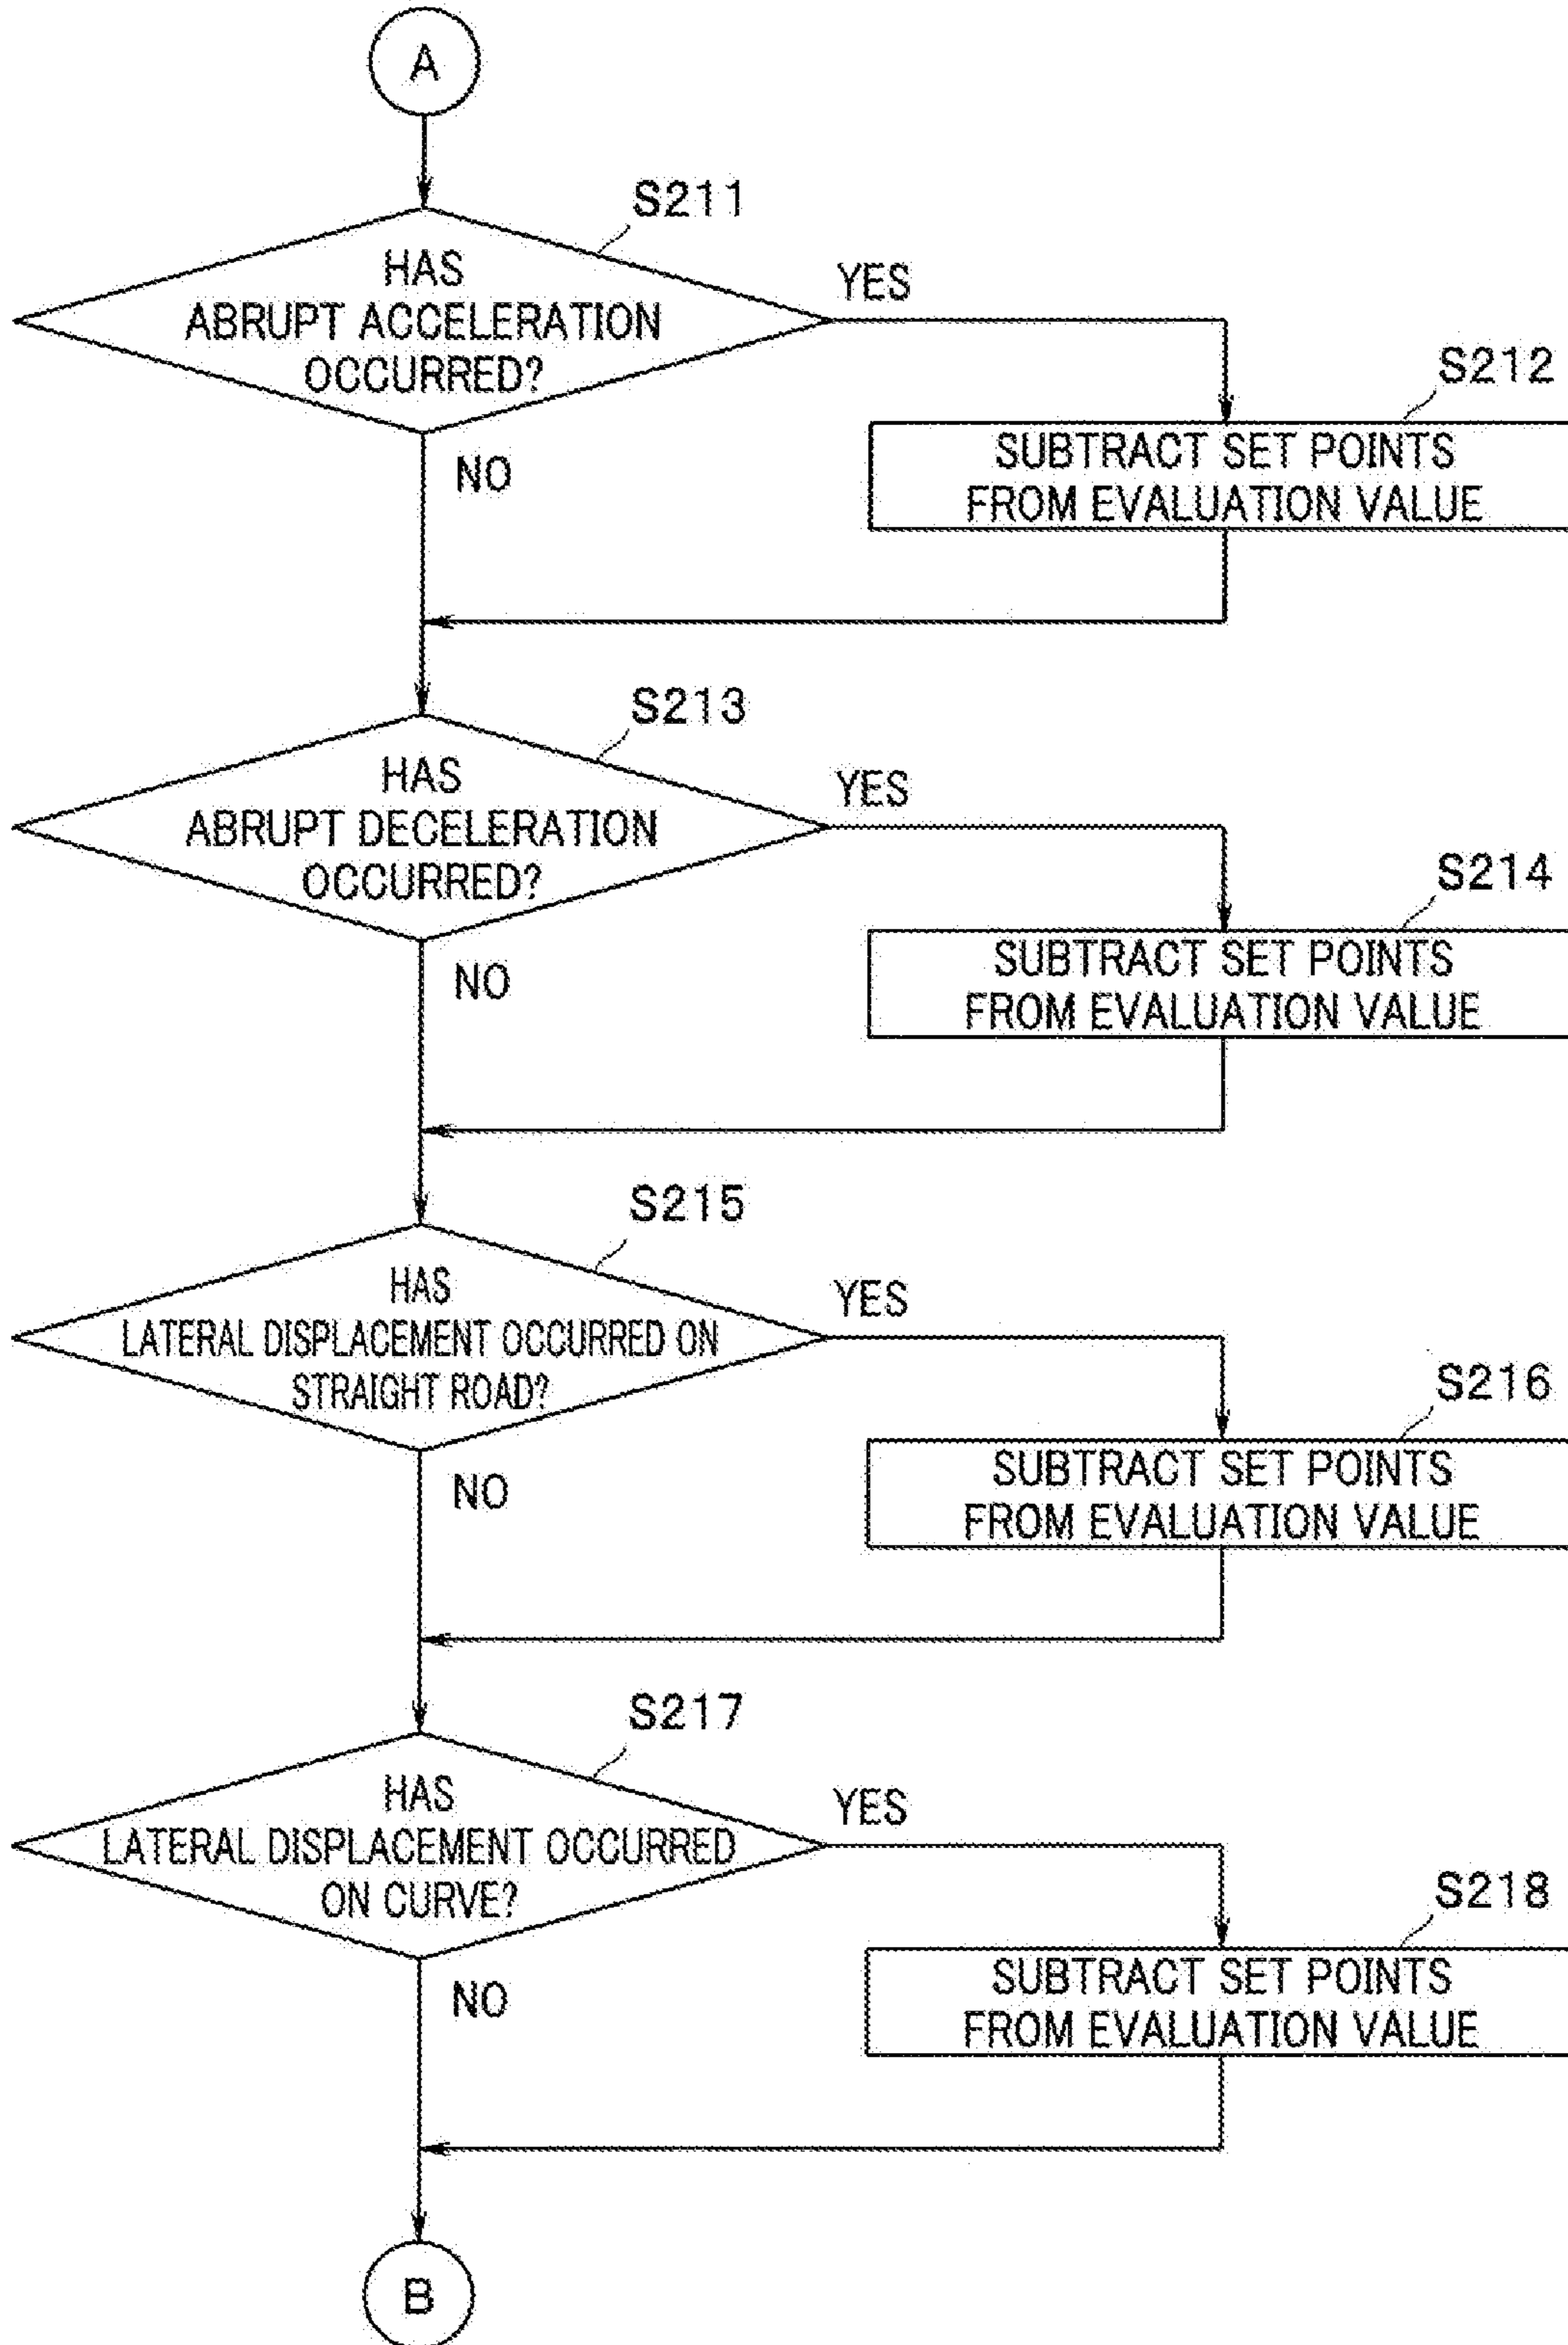 A
S211
HAS
ABRUPT ACCELERATION
OCCURRED?
YES
NO
S212
SUBTRACT SET POINTS
FROM EVALUATION VALUE
S213
HAS
ABRUPT DECELERATION
OCCURRED?
YES
NO
S214
SUBTRACT SET POINTS
FROM EVALUATION VALUE
S215
HAS
LATERAL DISPLACEMENT OCCURRED ON
STRAIGHT ROAD?
YES
NO
S216
SUBTRACT SET POINTS
FROM EVALUATION VALUE
S217
HAS
LATERAL DISPLACEMENT OCCURRED
ON CURVE?
YES
NO
S218
SUBTRACT SET POINTS
FROM EVALUATION VALUE
B